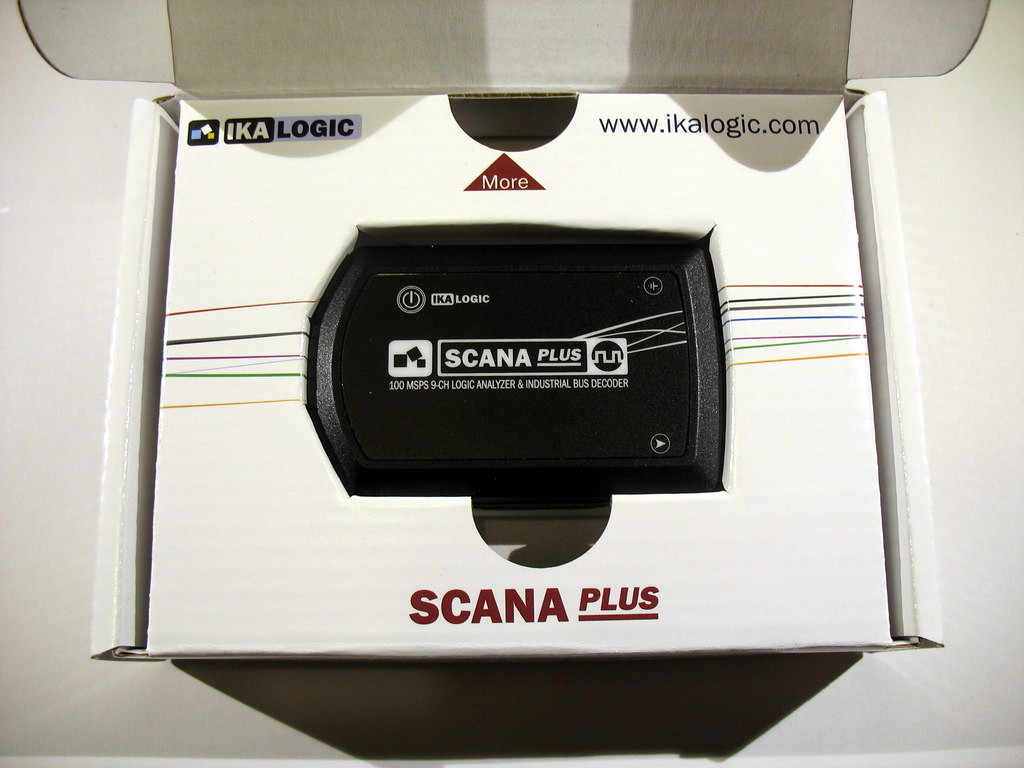 IKALOGIC
www.ikalogic.com
More
IKALOGIC
SCANA PLUS
100 MSPS 9-CH LOGIC ANALYZER & INDUSTRIAL BUS DECODER
SCANA PLUS